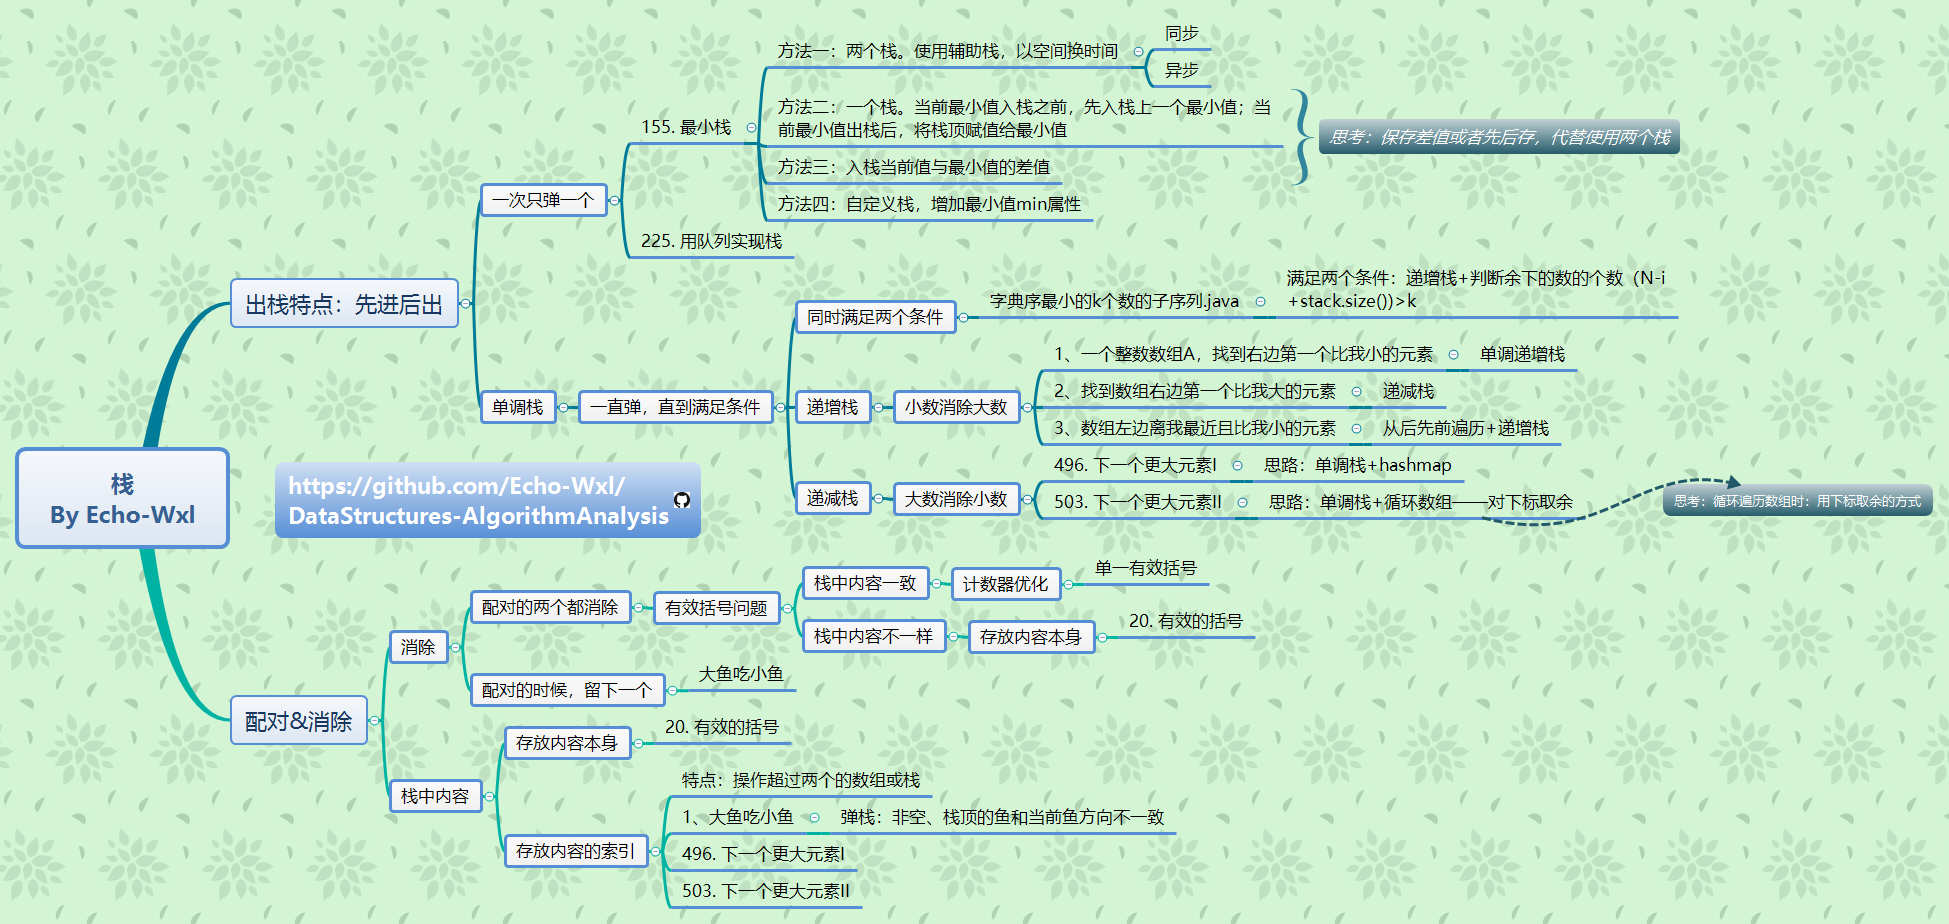 栈
By Echo-Wxl
https://github.com/Echo-Wxl/
DataStructures-AlgorithmAnalysis
出栈特点：先进后出
一次只弹一个
155. 最小栈
方法一：两个栈。使用辅助栈，以空间换时间
同步
异步
方法二：一个栈。当前最小值入栈之前，先入栈上一个最小值；当
前最小值出栈后，将栈顶赋值给最小值
方法三：入栈当前值与最小值的差值
方法四：自定义栈，增加最小值min属性
思考：保存差值或者先后存，代替使用两个栈
225. 用队列实现栈
单调栈
一直弹，直到满足条件
同时满足两个条件
字典序最小的k个数的子序列.java
满足两个条件：递增栈+判断余下的数的个数（N-i
+stack.size())>k
递增栈
小数消除大数
1、一个整数数组A，找到右边第一个比我小的元素
单调递增栈
2、找到数组右边第一个比我大的元素
递减栈
3、数组左边离我最近且比我小的元素
从后先前遍历+递增栈
递减栈
大数消除小数
496. 下一个更大元素I
思路：单调栈+hashmap
503. 下一个更大元素II
思路：单调栈+循环数组——对下标取余
思考：循环遍历数组时：用下标取余的方式
配对&消除
消除
配对的两个都消除
有效括号问题
栈中内容一致
计数器优化
单一有效括号
栈中内容不一样
存放内容本身
20. 有效的括号
配对的时候，留下一个
大鱼吃小鱼
栈中内容
存放内容本身
20. 有效的括号
存放内容的索引
特点：操作超过两个的数组或栈
1、大鱼吃小鱼
弹栈：非空、栈顶的鱼和当前鱼方向不一致
496. 下一个更大元素I
503. 下一个更大元素II